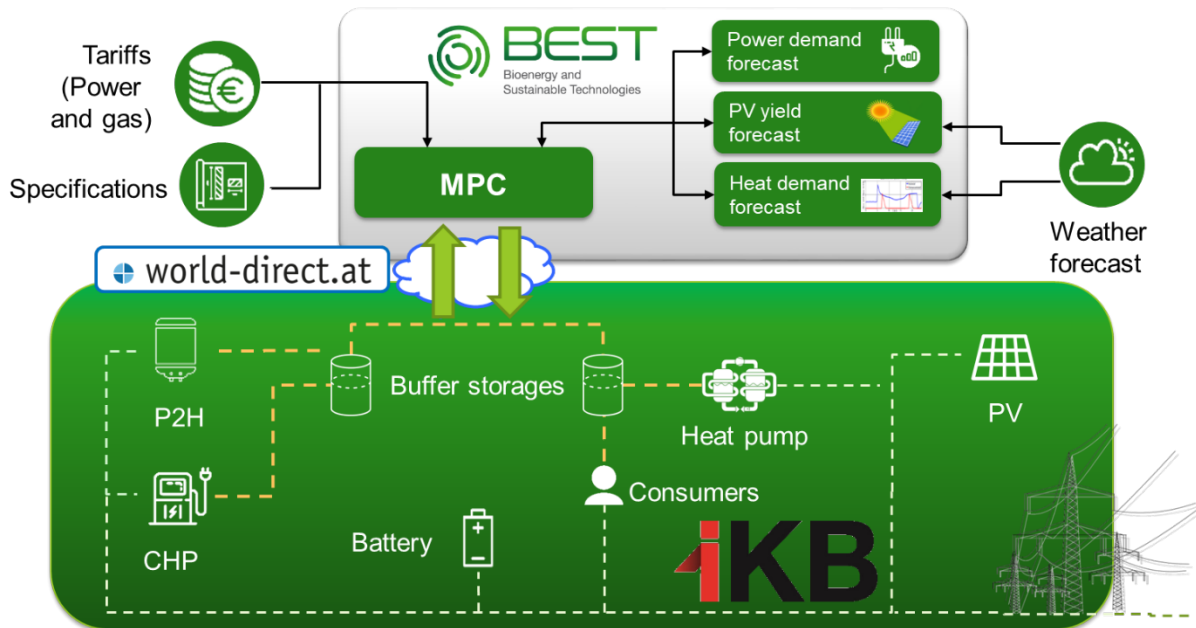 Tariffs
(Power
and gas)
Specifications
BEST
Bioenergy and
Sustainable Technologies
MPC
Power demand
forecast
PV yield
forecast
Heat demand
forecast
Weather
forecast
world-direct.at
P2H
CHP
Buffer storages
Heat pump
PV
Consumers
Battery
iKB